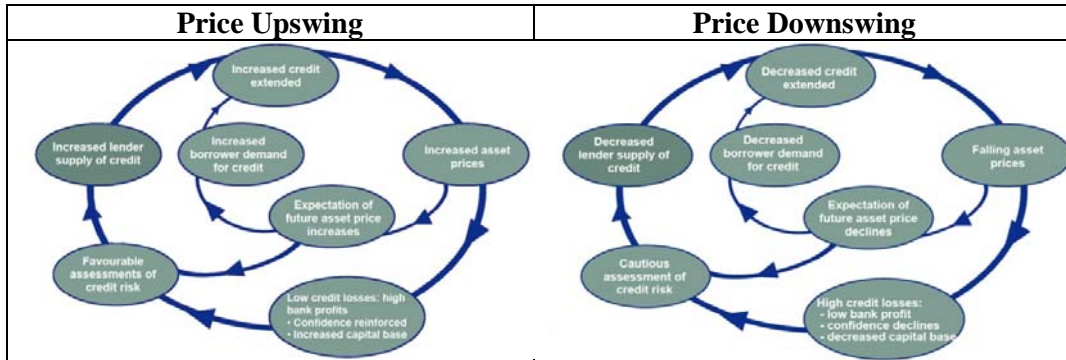 Price Upswing
Price Downswing
Increased credit
extended
Increased lender
supply of credit
Increased borrower demand
for credit
Increased asset
prices
Expectation of
future asset price
increases
Favourable
assessments of
credit risk
Low credit losses: high
bank profits
• Confidence reinforced
• Increased capital base
Decreased credit
extended
Decreased
lender supply of
credit
Decreased
borrower demand
for credit
Falling asset
prices
Expectation of
future asset price
declines
Cautious
assessment of
credit risk
High credit losses:
- low bank profit
- confidence declines
- decreased capital base